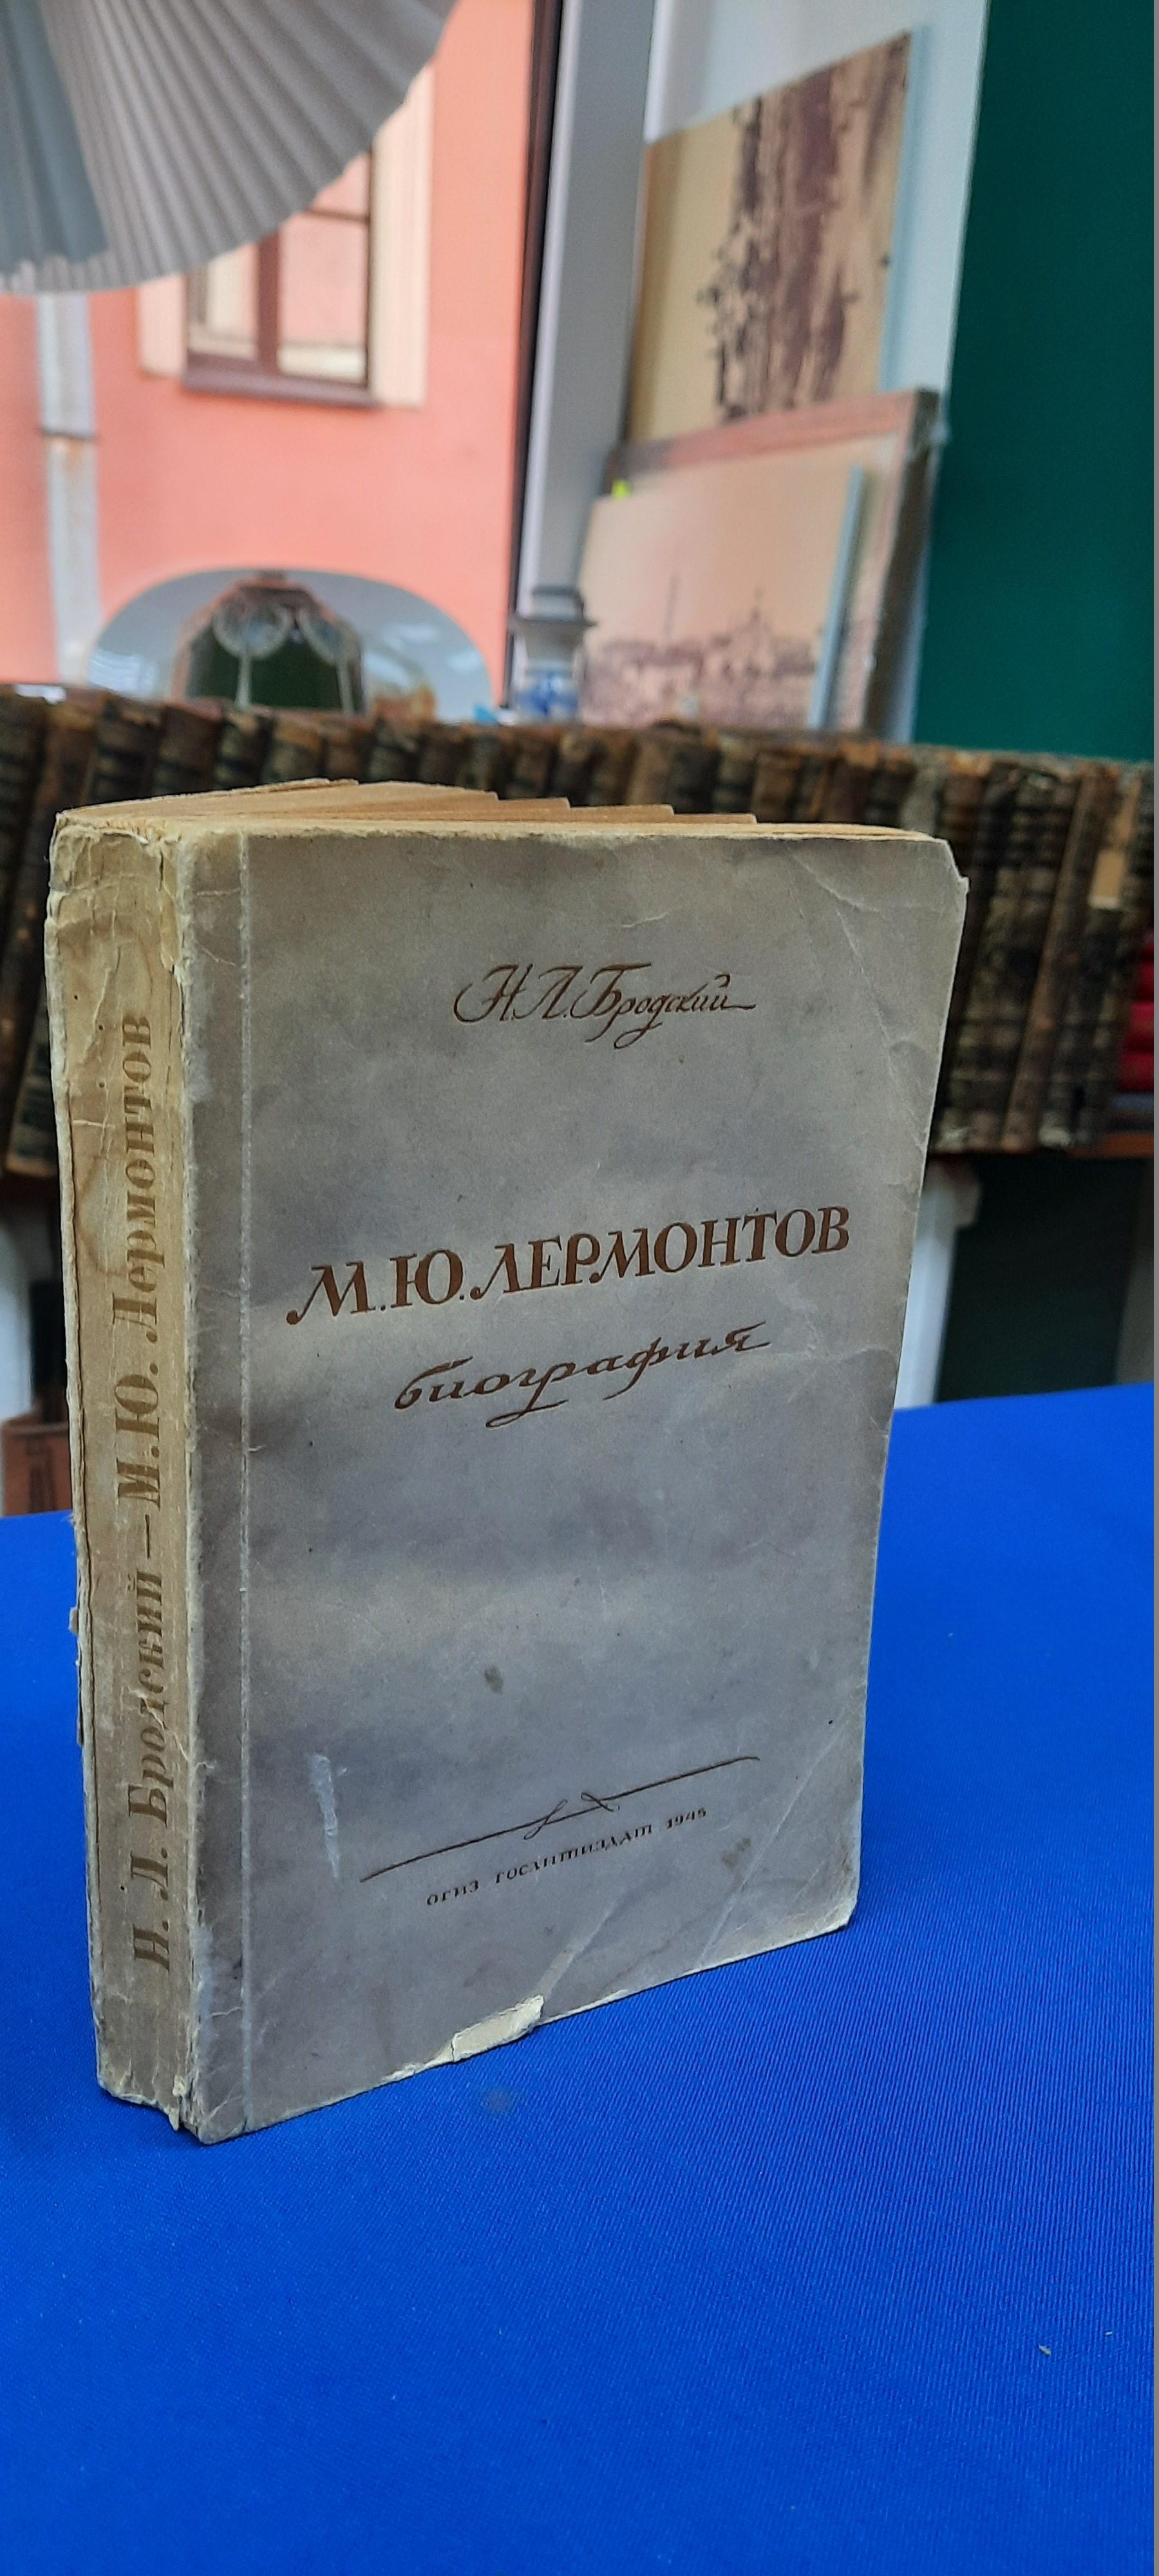 Н. Л. Бродский — М.Ю. Лермонтов
Н.Л. Бродский
М.Ю. ЛЕРМОНТОВ
биография
ОГИЗ ГОСЛИТИЗДАТ 1945